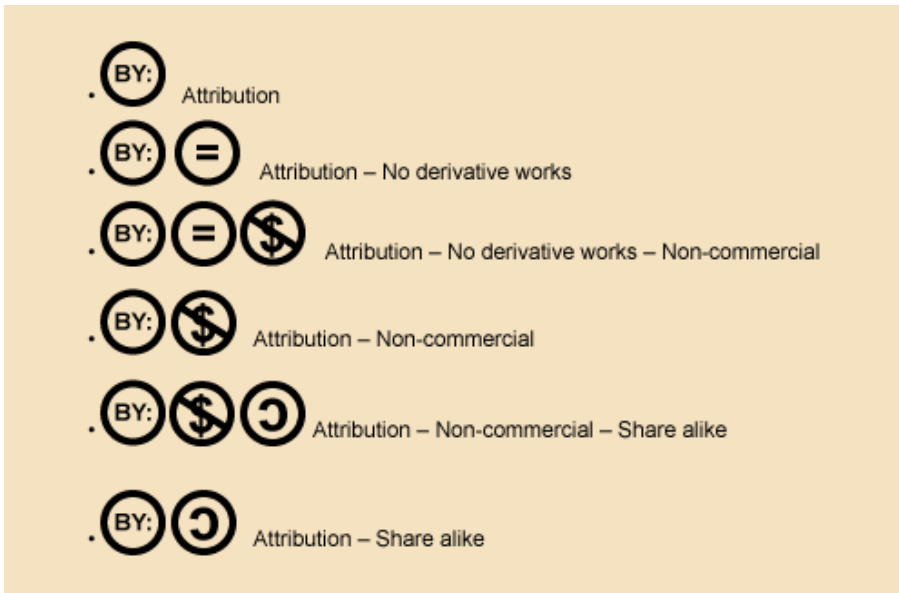 • BY: Attribution
• BY: = Attribution – No derivative works
• BY: = $ Attribution – No derivative works – Non-commercial
• BY: $ Attribution – Non-commercial
• BY: $ Ɔ Attribution – Non-commercial – Share alike
• BY: Ɔ Attribution – Share alike